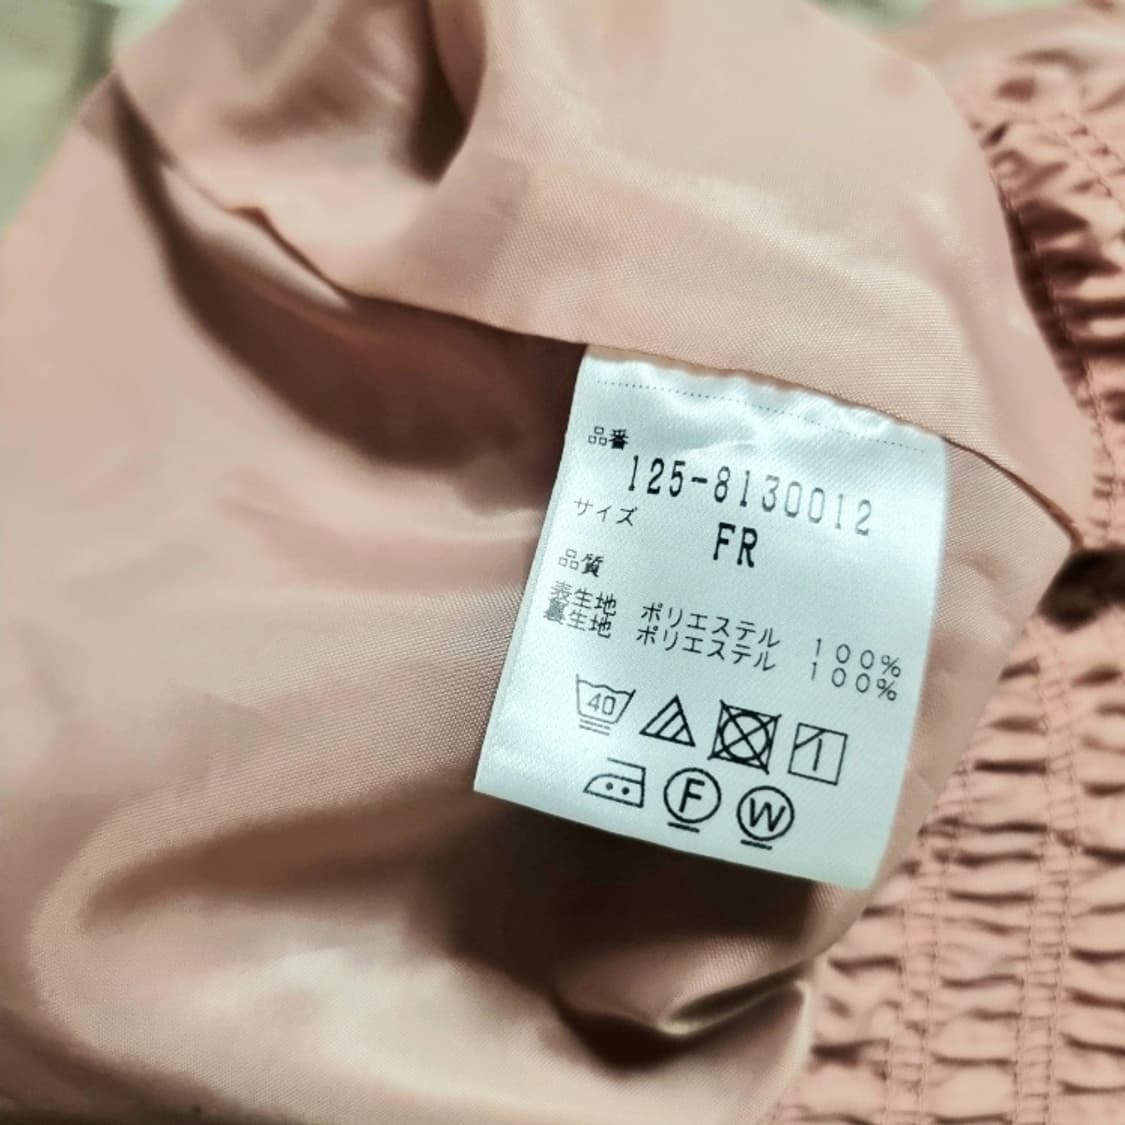 品番
125-8130012
サイズ
FR
品質
表生地 ポリエステル 100%
裏生地 ポリエステル 100%
40
F W